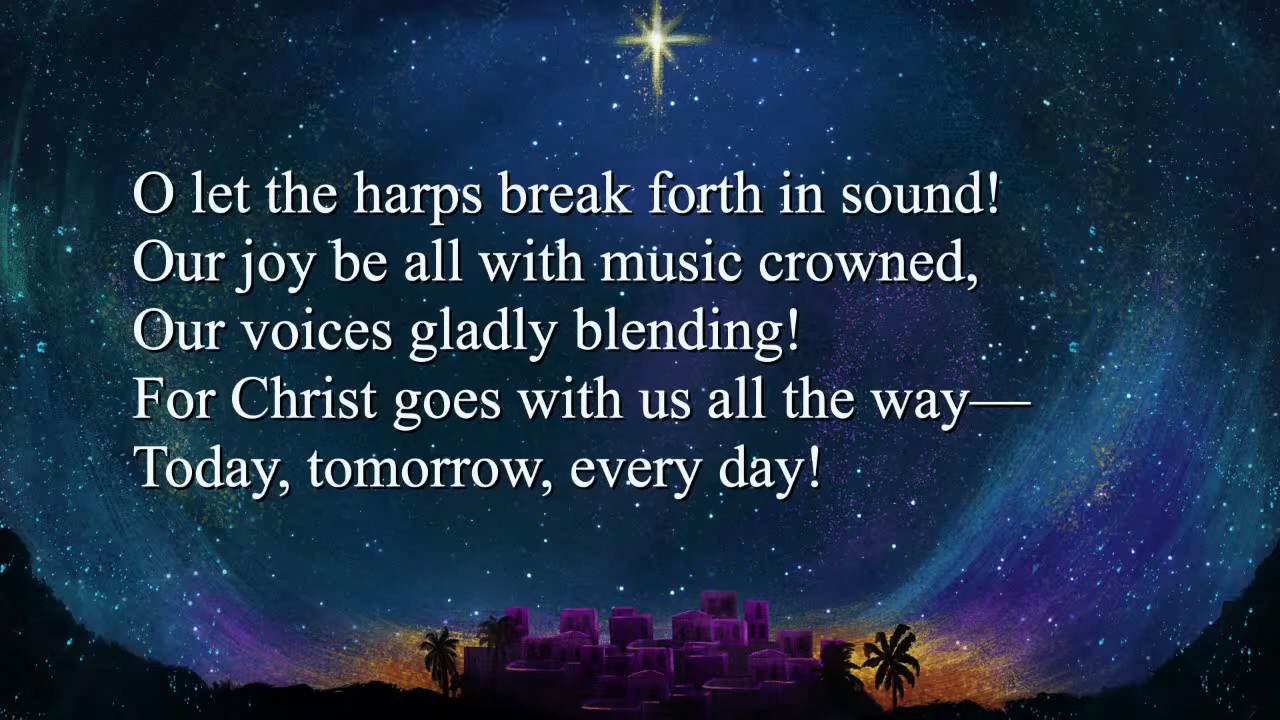 O let the harps break forth in sound!
Our joy be all with music crowned,
Our voices gladly blending!
For Christ goes with us all the way—
Today, tomorrow, every day!